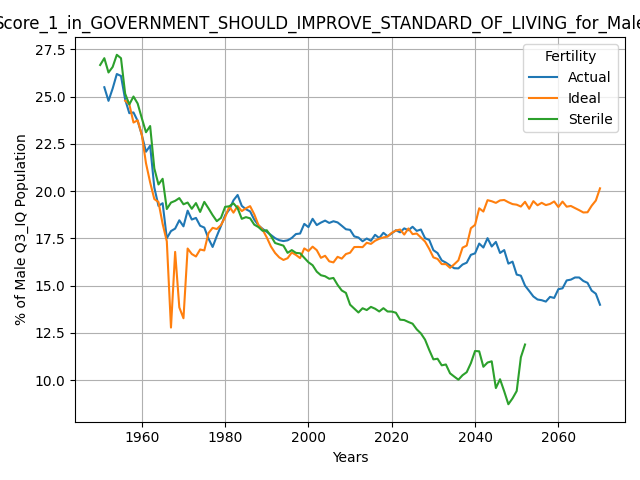 Score_1_in_GOVERNMENT_SHOULD_IMPROVE_STANDARD_OF_LIVING_for_Male
Fertility
Actual
Ideal
Sterile
% of Male Q3_IQ Population
27.5
25.0
22.5
20.0
17.5
15.0
12.5
10.0
1960 1980 2000 2020 2040 2060
Years